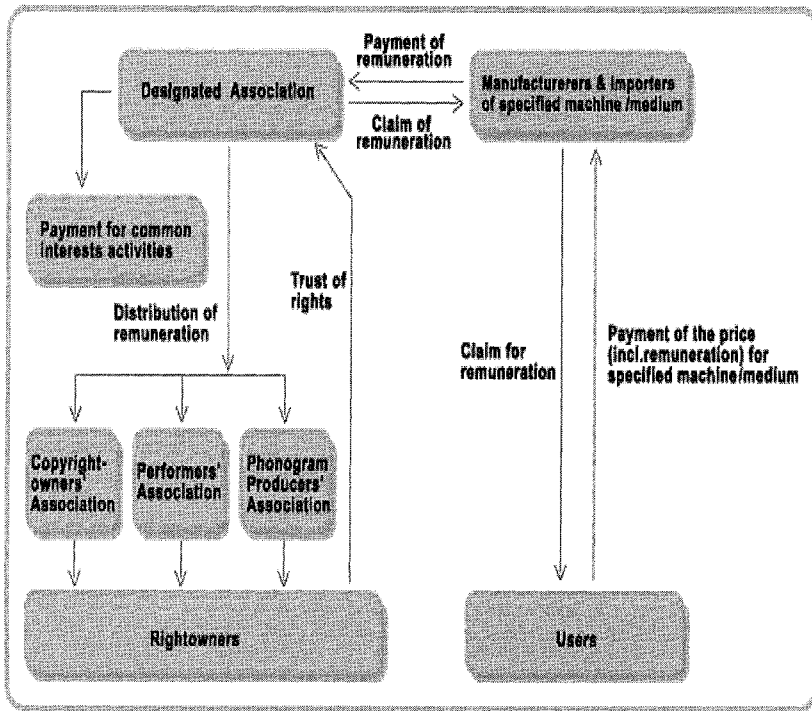 Payment of
remuneration
Designated Association
Manufacturerers & importers
of specified machine /medium
Claim of
remuneration
Payment for common
interests activities
Trust of
rights
Distribution of
remuneration
Claim for
remuneration
Payment of the price
(incl.remuneration) for
specified machine/medium
Copyright-
owners'
Association
Performers'
Association
Phonogram
Producers'
Association
Rightowners
Users